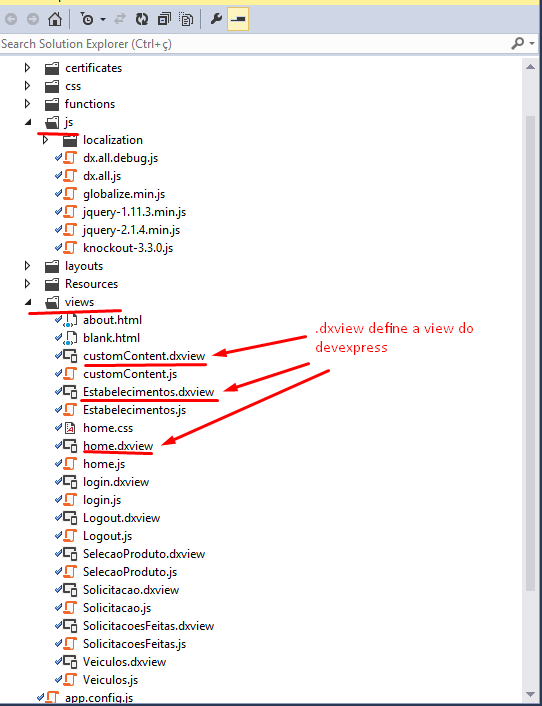 Search Solution Explorer (Ctrl+ç)
certificates
css
functions
js
localization
dx.all.debug.js
dx.all.js
globalize.min.js
jquery-1.11.3.min.js
jquery-2.1.4.min.js
knockout-3.3.0.js
layouts
Resources
views
about.html
blank.html
.dxview define a view do
devexpress
customContent.dxview
customContent.js
Estabelecimentos.dxview
Estabelecimentos.js
home.css
home.dxview
home.js
login.dxview
login.js
Logout.dxview
Logout.js
SelecaoProduto.dxview
SelecaoProduto.js
Solicitacao.dxview
Solicitacao.js
SolicitacoesFeitas.dxview
SolicitacoesFeitas.js
Veiculos.dxview
Veiculos.js
app.config.js